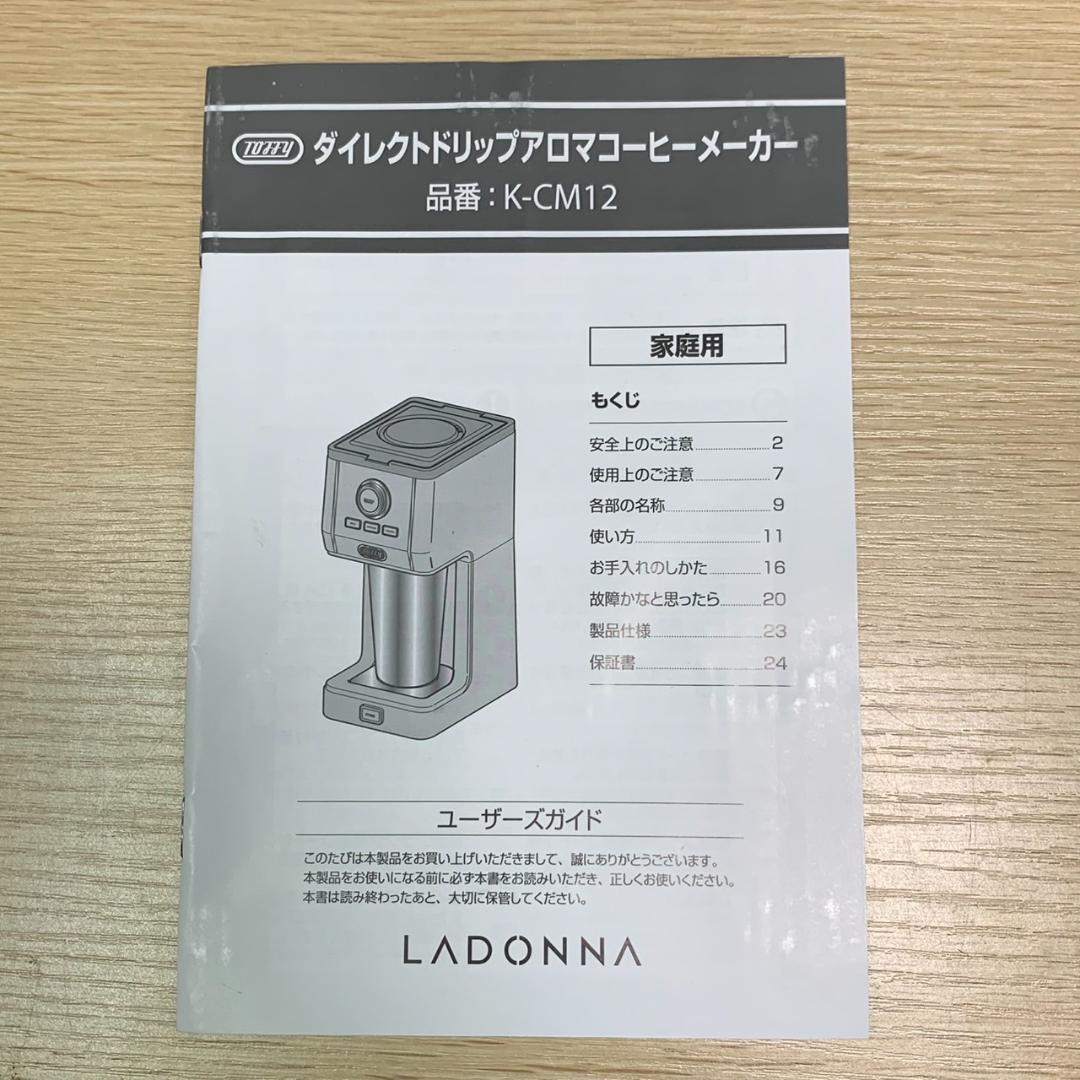 Toffy ダイレクトドリップアロマコーヒーメーカー
品番：K-CM12
家庭用
もくじ
安全上のご注意 2
使用上のご注意 7
各部の名称 9
使い方 11
お手入れのしかた 16
故障かなと思ったら 20
製品仕様 23
保証書 24
Toffy
ユーザーズガイド
このたびは本製品をお買い上げいただきまして、誠にありがとうございます。
本製品をお使いになる前に必ず本書をお読みいただき、正しくお使いください。
本書は読み終わったあと、大切に保管してください。
LADONNA